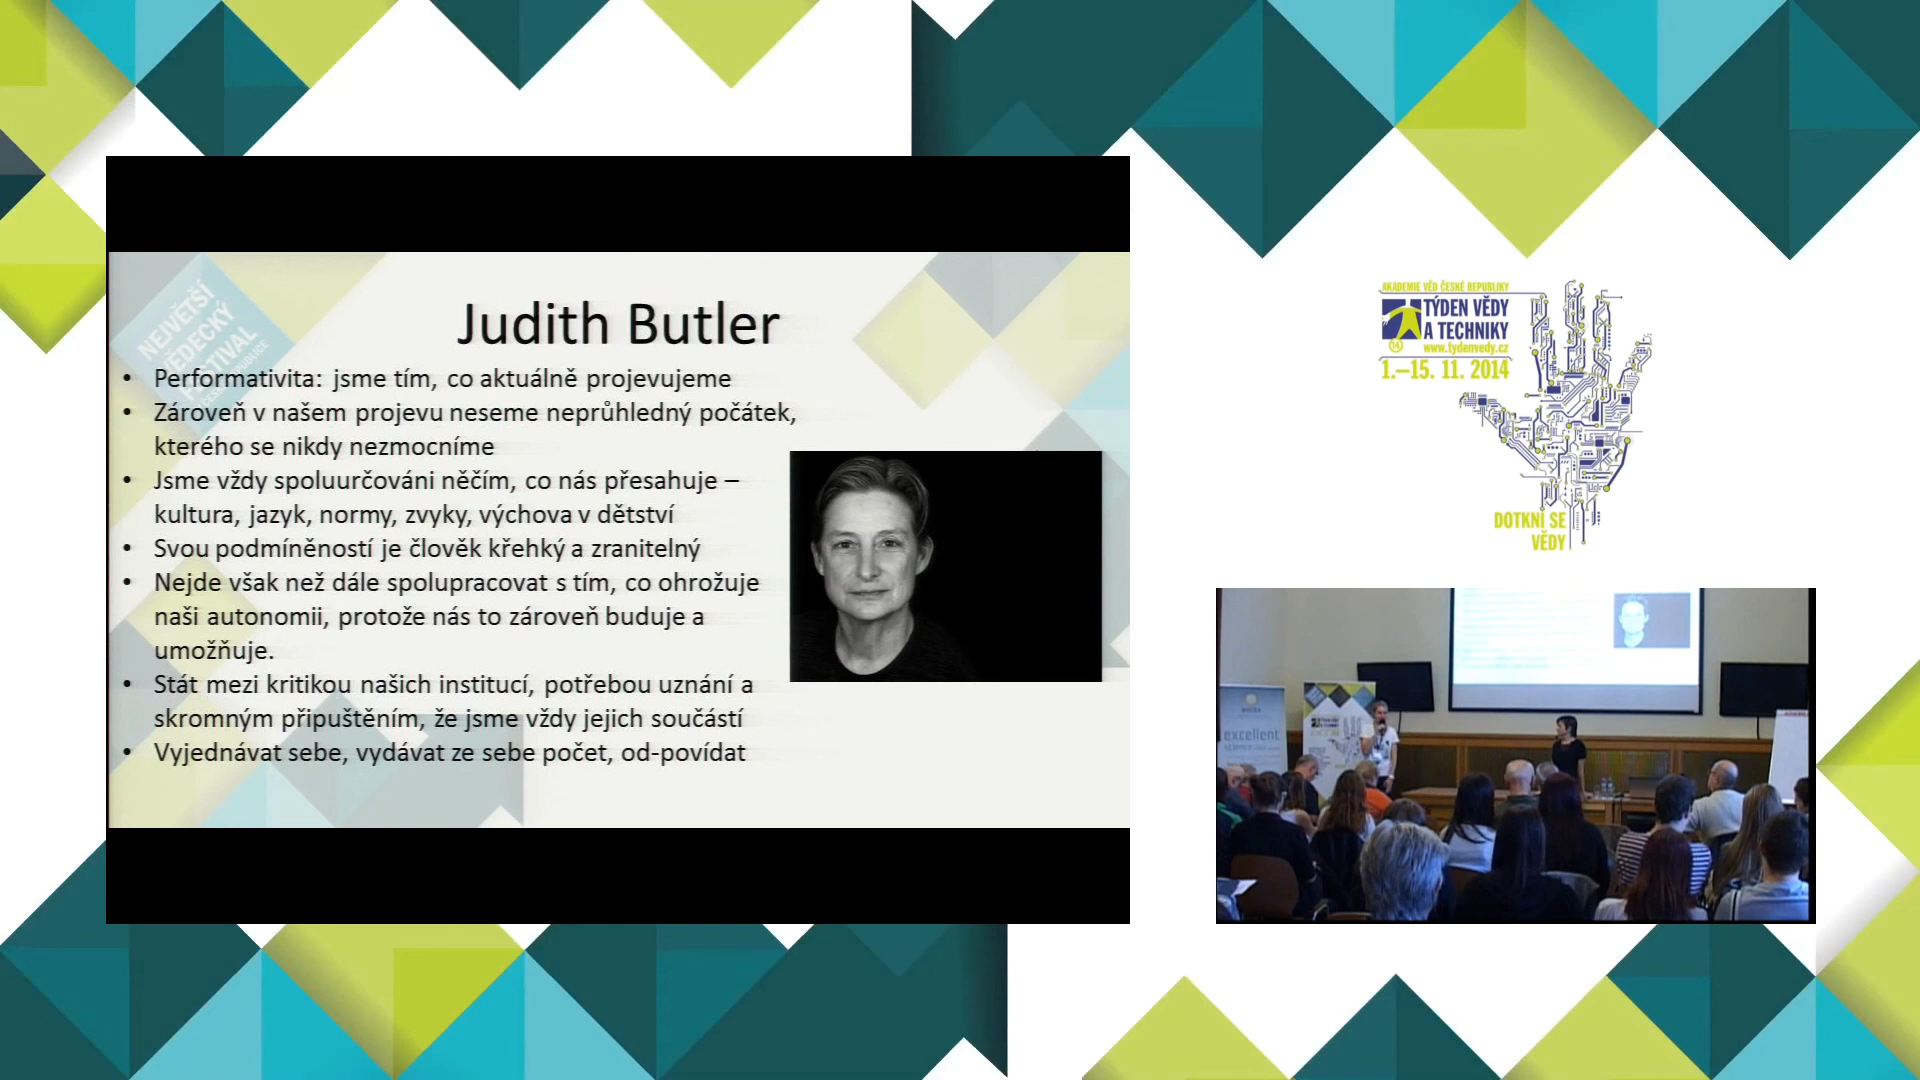 NEJVĚTŠÍ
VĚDECKÝ
FESTIVAL
Judith Butler
• Performativita: jsme tím, co aktuálně projevujeme
• Zároveň v našem projevu neseme neprůhledný počátek,
kterého se nikdy nezmocníme
• Jsme vždy spoluurčováni něčím, co nás přesahuje –
kultura, jazyk, normy, zvyky, výchova v dětství
• Svou podmíněností je člověk křehký a zranitelný
• Nejde však než dále spolupracovat s tím, co ohrožuje
naši autonomii, protože nás to zároveň buduje a
umožňuje.
• Stát mezi kritikou našich institucí, potřebou uznání a
skromným připuštěním, že jsme vždy jejich součástí
• Vyjednávat sebe, vydávat ze sebe počet, od-povídat
AKADEMIE VĚD ČESKÉ REPUBLIKY
TÝDEN VĚDY
A TECHNIKY
www.tydenvedy.cz
1.–15. 11. 2014
DOTKNI SE
VĚDY
excellent